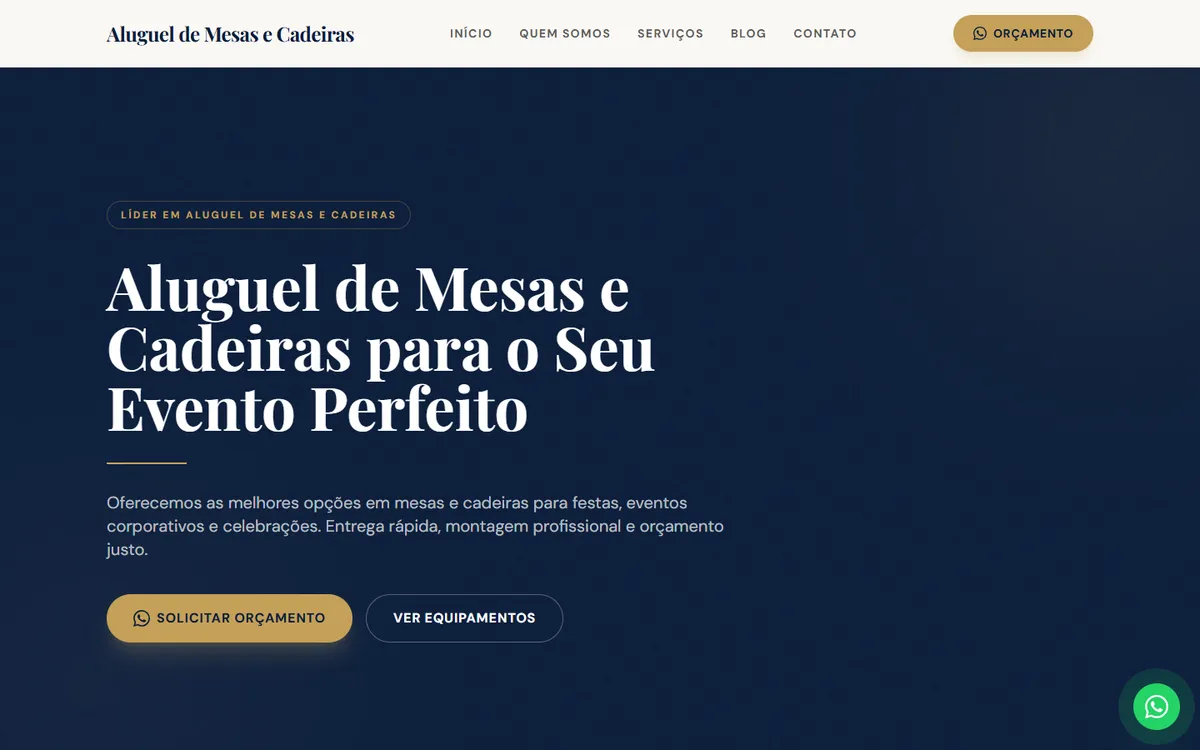 Aluguel de Mesas e Cadeiras
INÍCIO QUEM SOMOS SERVIÇOS BLOG CONTATO
ORÇAMENTO
LÍDER EM ALUGUEL DE MESAS E CADEIRAS
Aluguel de Mesas e
Cadeiras para o Seu
Evento Perfeito
Oferecemos as melhores opções em mesas e cadeiras para festas, eventos
corporativos e celebrações. Entrega rápida, montagem profissional e orçamento
justo.
SOLICITAR ORÇAMENTO
VER EQUIPAMENTOS